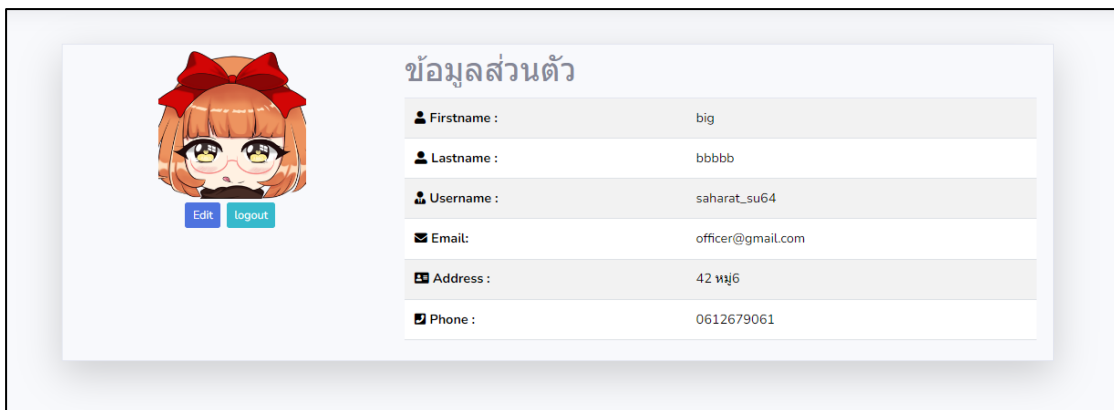 ข้อมูลส่วนตัว
Firstname : big
Lastname : bbbbb
Username : saharat_su64
Edit logout
Email: officer@gmail.com
Address : 42 หมู่6
Phone : 0612679061